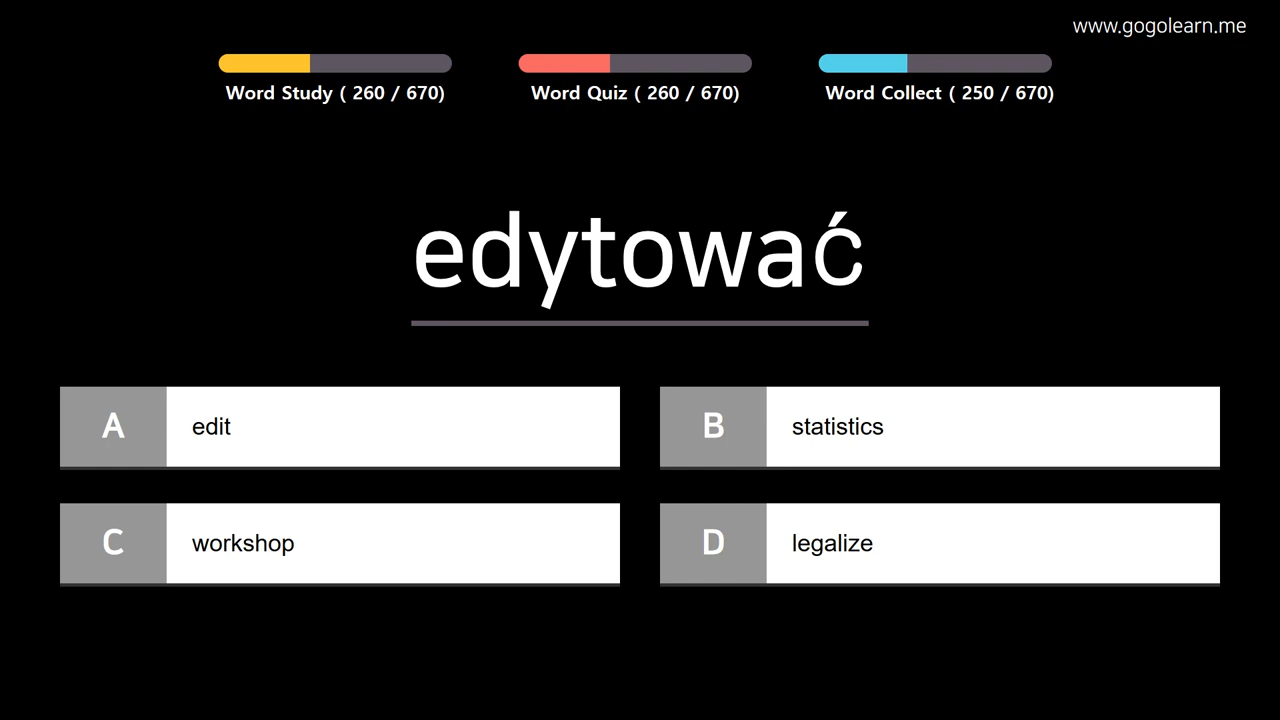 www.gogolearn.me
Word Study ( 260 / 670)
Word Quiz ( 260 / 670)
Word Collect ( 250 / 670)
edytować
A edit
B statistics
C workshop
D legalize